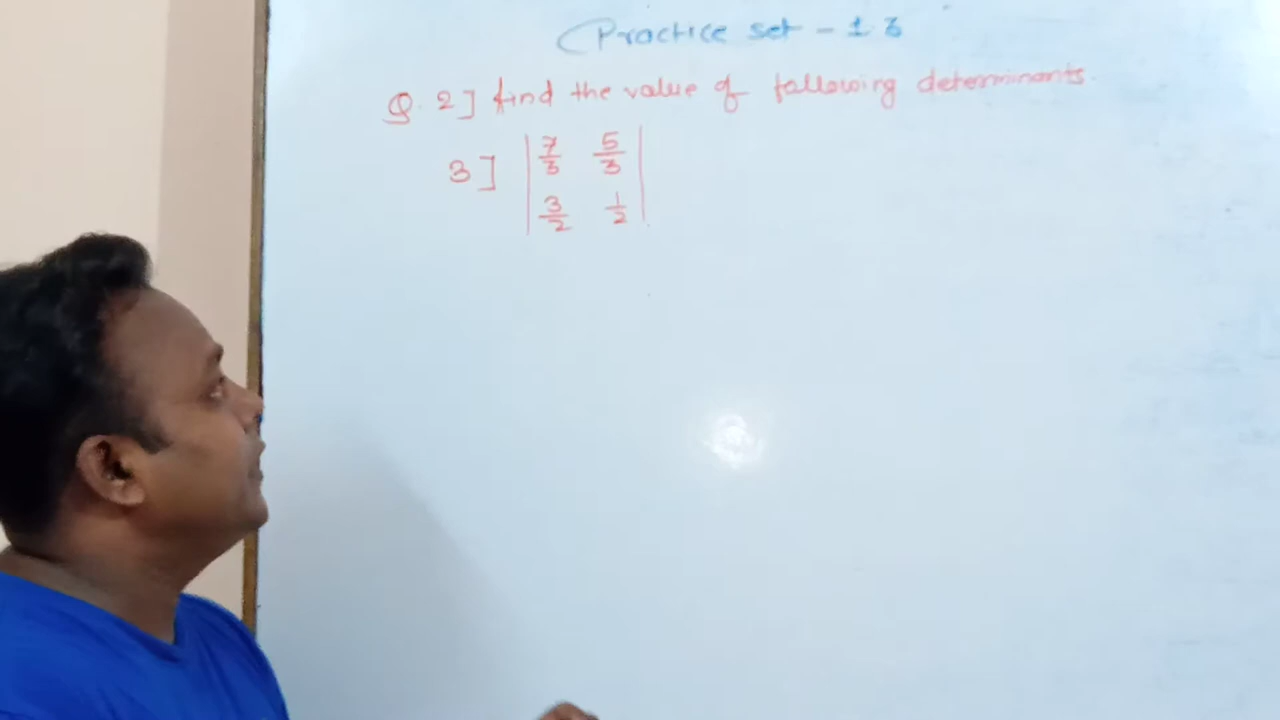 Practice set - 1 3
Q. 2] find the value of following determinants.
3] | 7/3 5/3 |
| 3/2 1/2 |